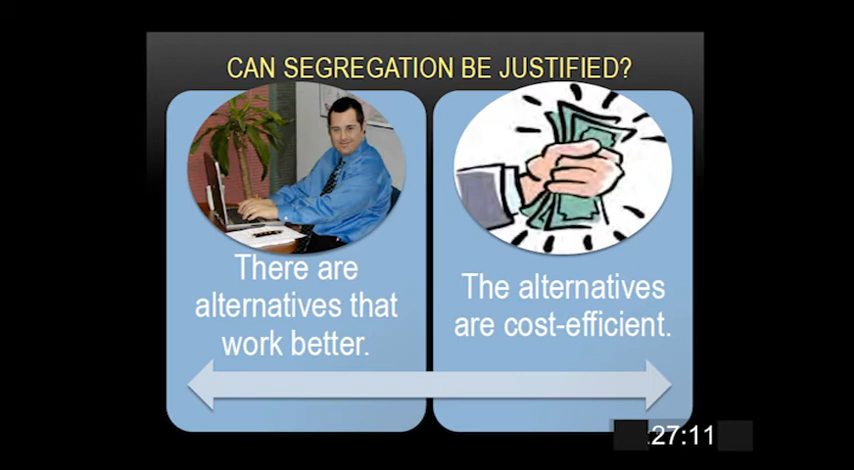 CAN SEGREGATION BE JUSTIFIED?
There are
alternatives that
work better.
The alternatives
are cost-efficient.
:27:11